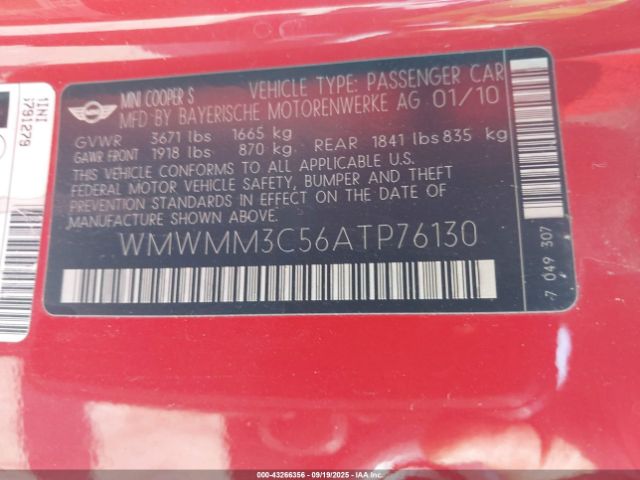 MINI COOPER S VEHICLE TYPE: PASSENGER CAR
MFD BY BAYERISCHE MOTORENWERKE AG 01/10
GVWR 3671 lbs 1665 kg
GAWR FRONT 1918 lbs 870 kg REAR 1841 lbs 835 kg
THIS VEHICLE CONFORMS TO ALL APPLICABLE U.S.
FEDERAL MOTOR VEHICLE SAFETY, BUMPER AND THEFT
PREVENTION STANDARDS IN EFFECT ON THE DATE OF
MANUFACTURE SHOWN ABOVE.
WMWMM3C56ATP76130
7 049 307
00-43266356 - 09/19/2025 - IAAI.COM